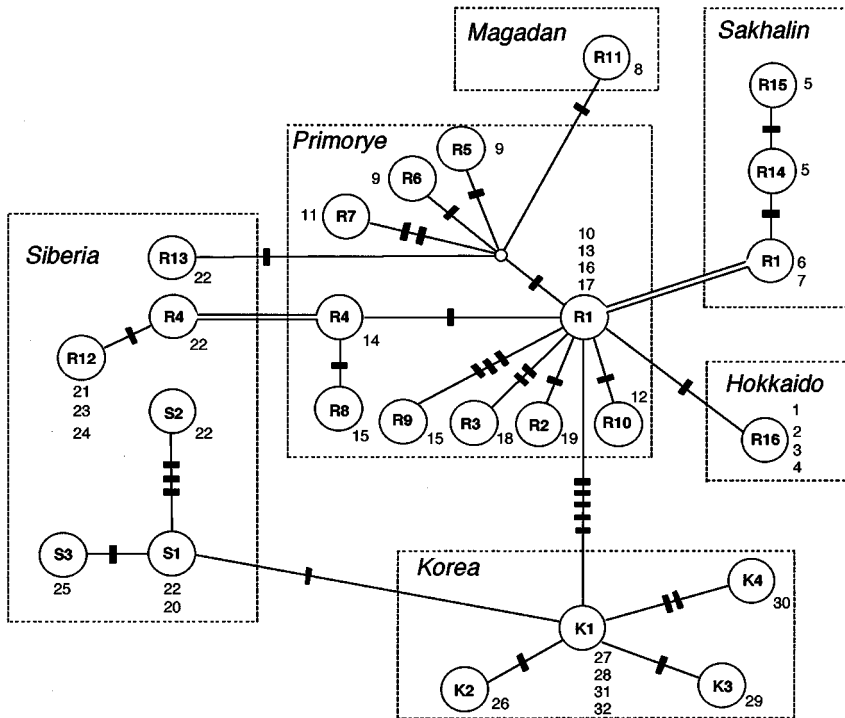 Magadan
R11
8
Sakhalin
R15
5
R14
5
R1
6
7
Primorye
R5
9
R6
9
R7
11
10
13
16
17
R1
R4
14
R8
15
R9
15
R3
18
R2
19
R10
12
Siberia
R13
22
R4
22
R12
21
23
24
S2
22
S3
25
S1
22
20
Hokkaido
R16
1
2
3
4
Korea
K4
30
K1
27
28
31
32
K2
26
K3
29